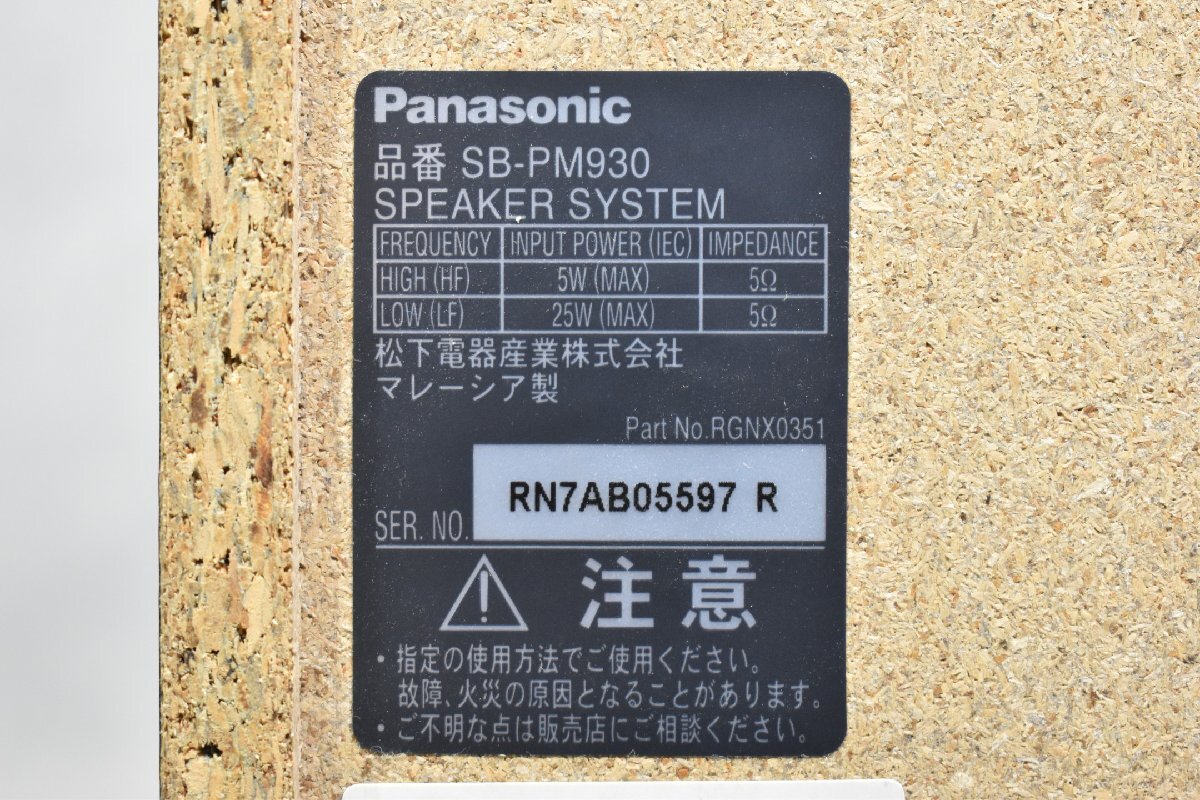 Panasonic
品番 SB-PM930
SPEAKER SYSTEM
FREQUENCY INPUT POWER (IEC) IMPEDANCE
HIGH (HF) 5W (MAX) 5Ω
LOW (LF) 25W (MAX) 5Ω
松下電器産業株式会社
マレーシア製
Part No.RGNX0351
SER. NO. RN7AB05597 R
注意
・指定の使用方法でご使用ください。
故障、火災の原因となることがあります。
・ご不明な点は販売店にご相談ください。